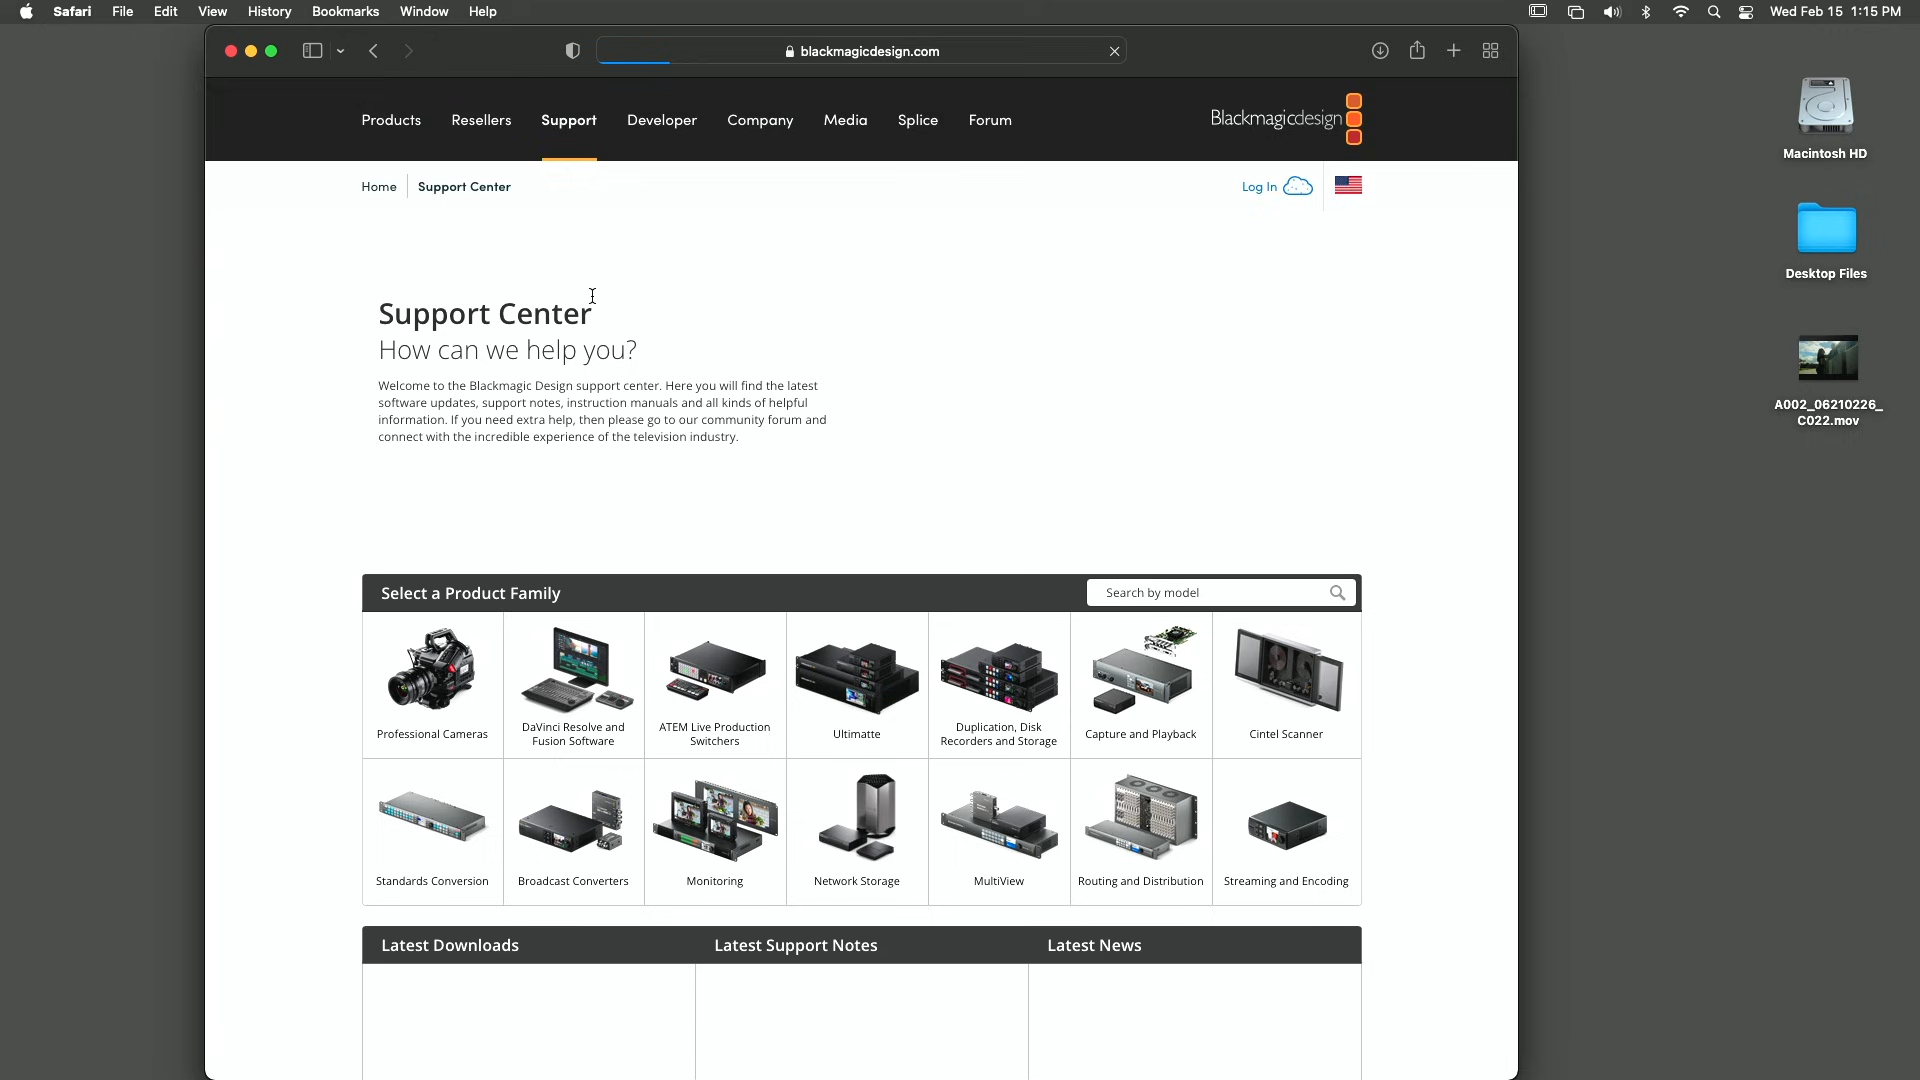 Safari File Edit View History Bookmarks Window Help Wed Feb 15 1:15 PM
blackmagicdesign.com
Products Resellers Support Developer Company Media Splice Forum Blackmagicdesign
Home Support Center Log In
Macintosh HD
Desktop Files
A002_06210226_
C022.mov
Support Center
How can we help you?
Welcome to the Blackmagic Design support center. Here you will find the latest
software updates, support notes, instruction manuals and all kinds of helpful
information. If you need extra help, then please go to our community forum and
connect with the incredible experience of the television industry.
Select a Product Family Search by model
Professional Cameras
DaVinci Resolve and
Fusion Software
ATEM Live Production
Switchers
Ultimatte
Duplication, Disk
Recorders and Storage
Capture and Playback
Cintel Scanner
Standards Conversion
Broadcast Converters
Monitoring
Network Storage
MultiView
Routing and Distribution
Streaming and Encoding
Latest Downloads Latest Support Notes Latest News